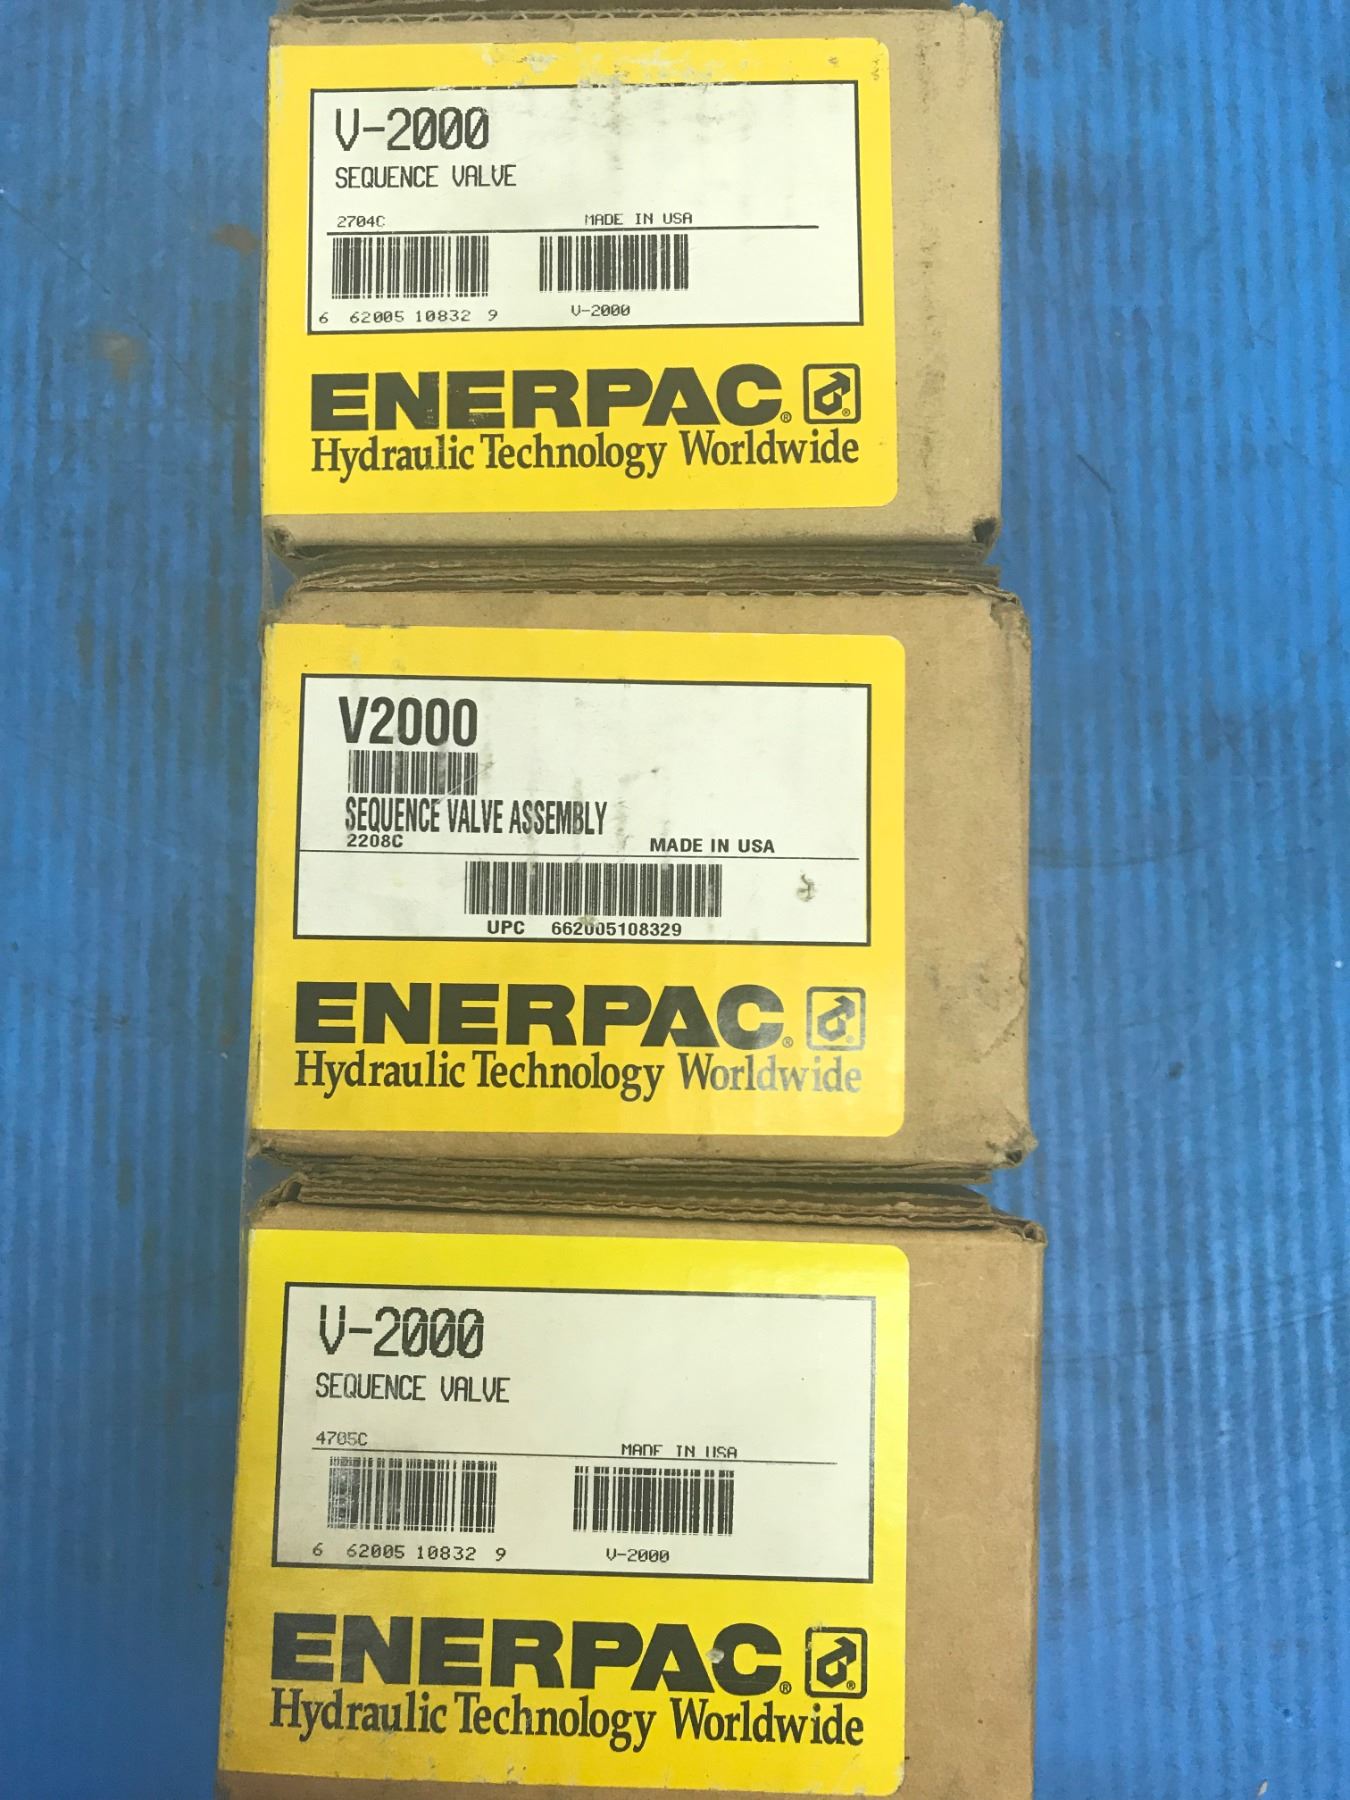 V-2000
SEQUENCE VALVE
2704C MADE IN USA
6 62005 10832 9 V-2000
ENERPAC®
Hydraulic Technology Worldwide
V2000
SEQUENCE VALVE ASSEMBLY
2208C MADE IN USA
UPC 662005108329
ENERPAC®
Hydraulic Technology Worldwide
V-2000
SEQUENCE VALVE
4705C MADE IN USA
6 62005 10832 9 V-2000
ENERPAC®
Hydraulic Technology Worldwide